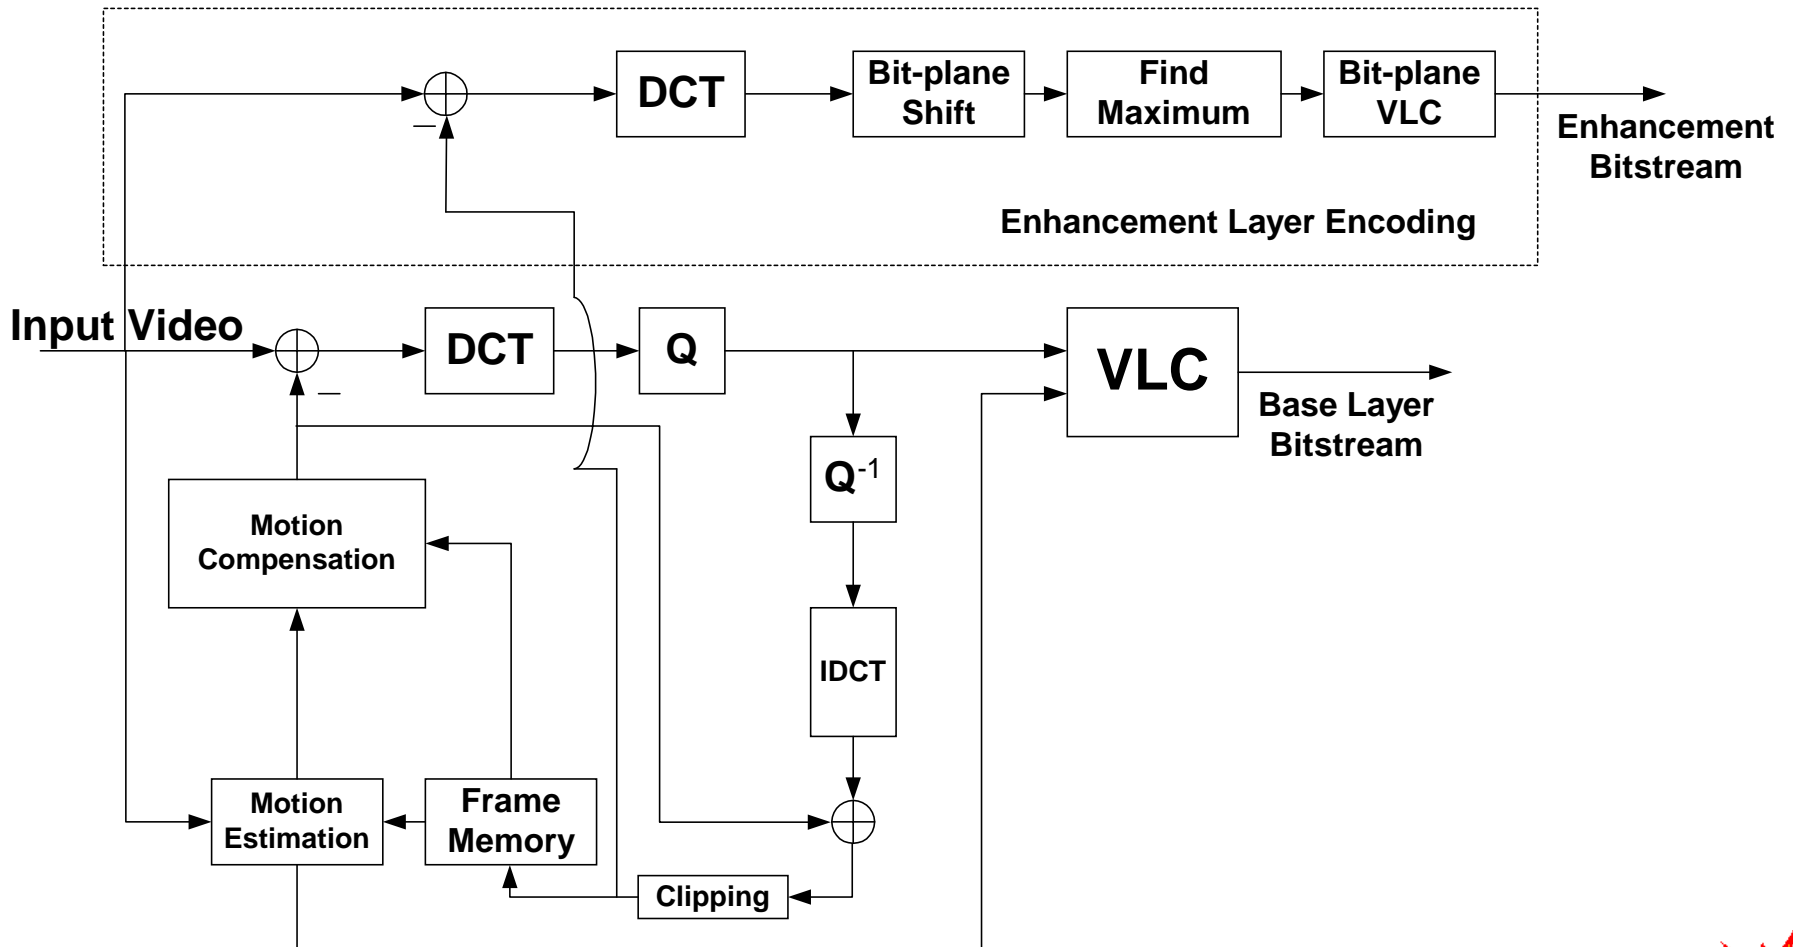 DCT
Bit-plane
Shift
Find
Maximum
Bit-plane
VLC
Enhancement
Bitstream
Enhancement Layer Encoding
Input Video
DCT
Q
VLC
Base Layer
Bitstream
Q-1
Motion
Compensation
IDCT
Motion
Estimation
Frame
Memory
Clipping